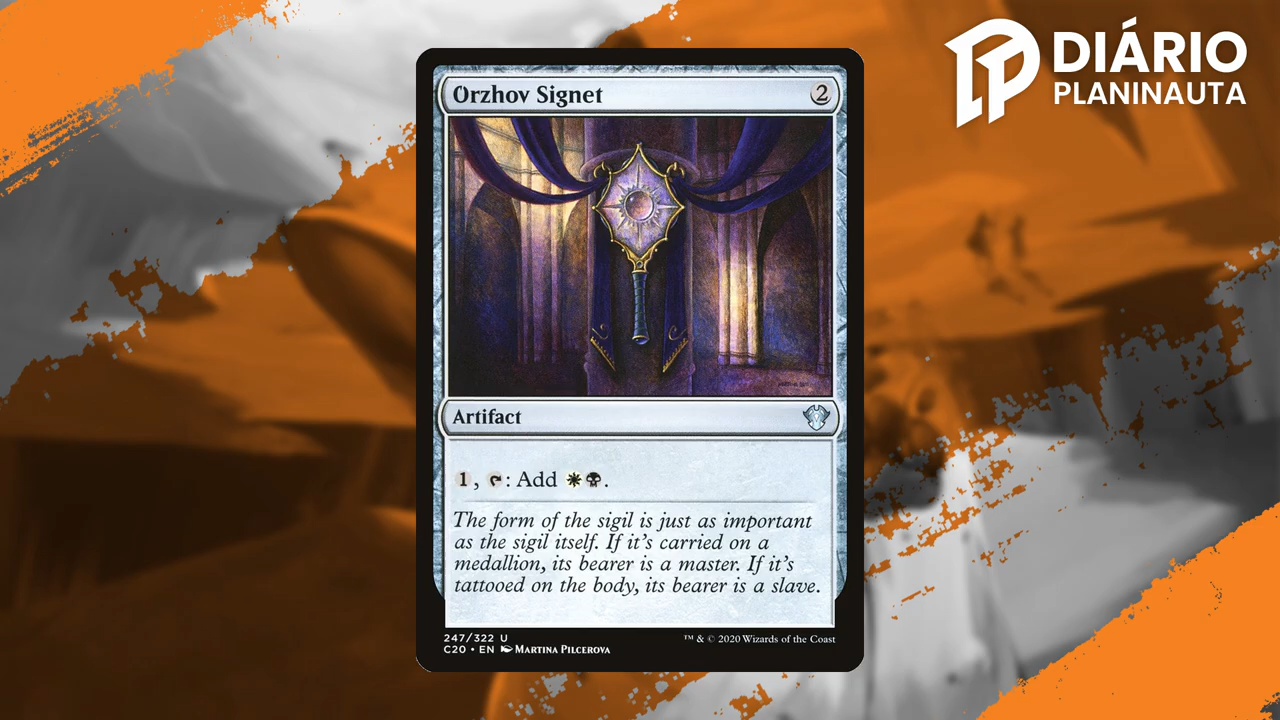 DIÁRIO
PLANINAUTA
Orzhov Signet 2
Artifact
1, : Add .
The form of the sigil is just as important
as the sigil itself. If it's carried on a
medallion, its bearer is a master. If it's
tattooed on the body, its bearer is a slave.
247/322 U
™ & © 2020 Wizards of the Coast
C20 • EN MARTINA PILCEROVA